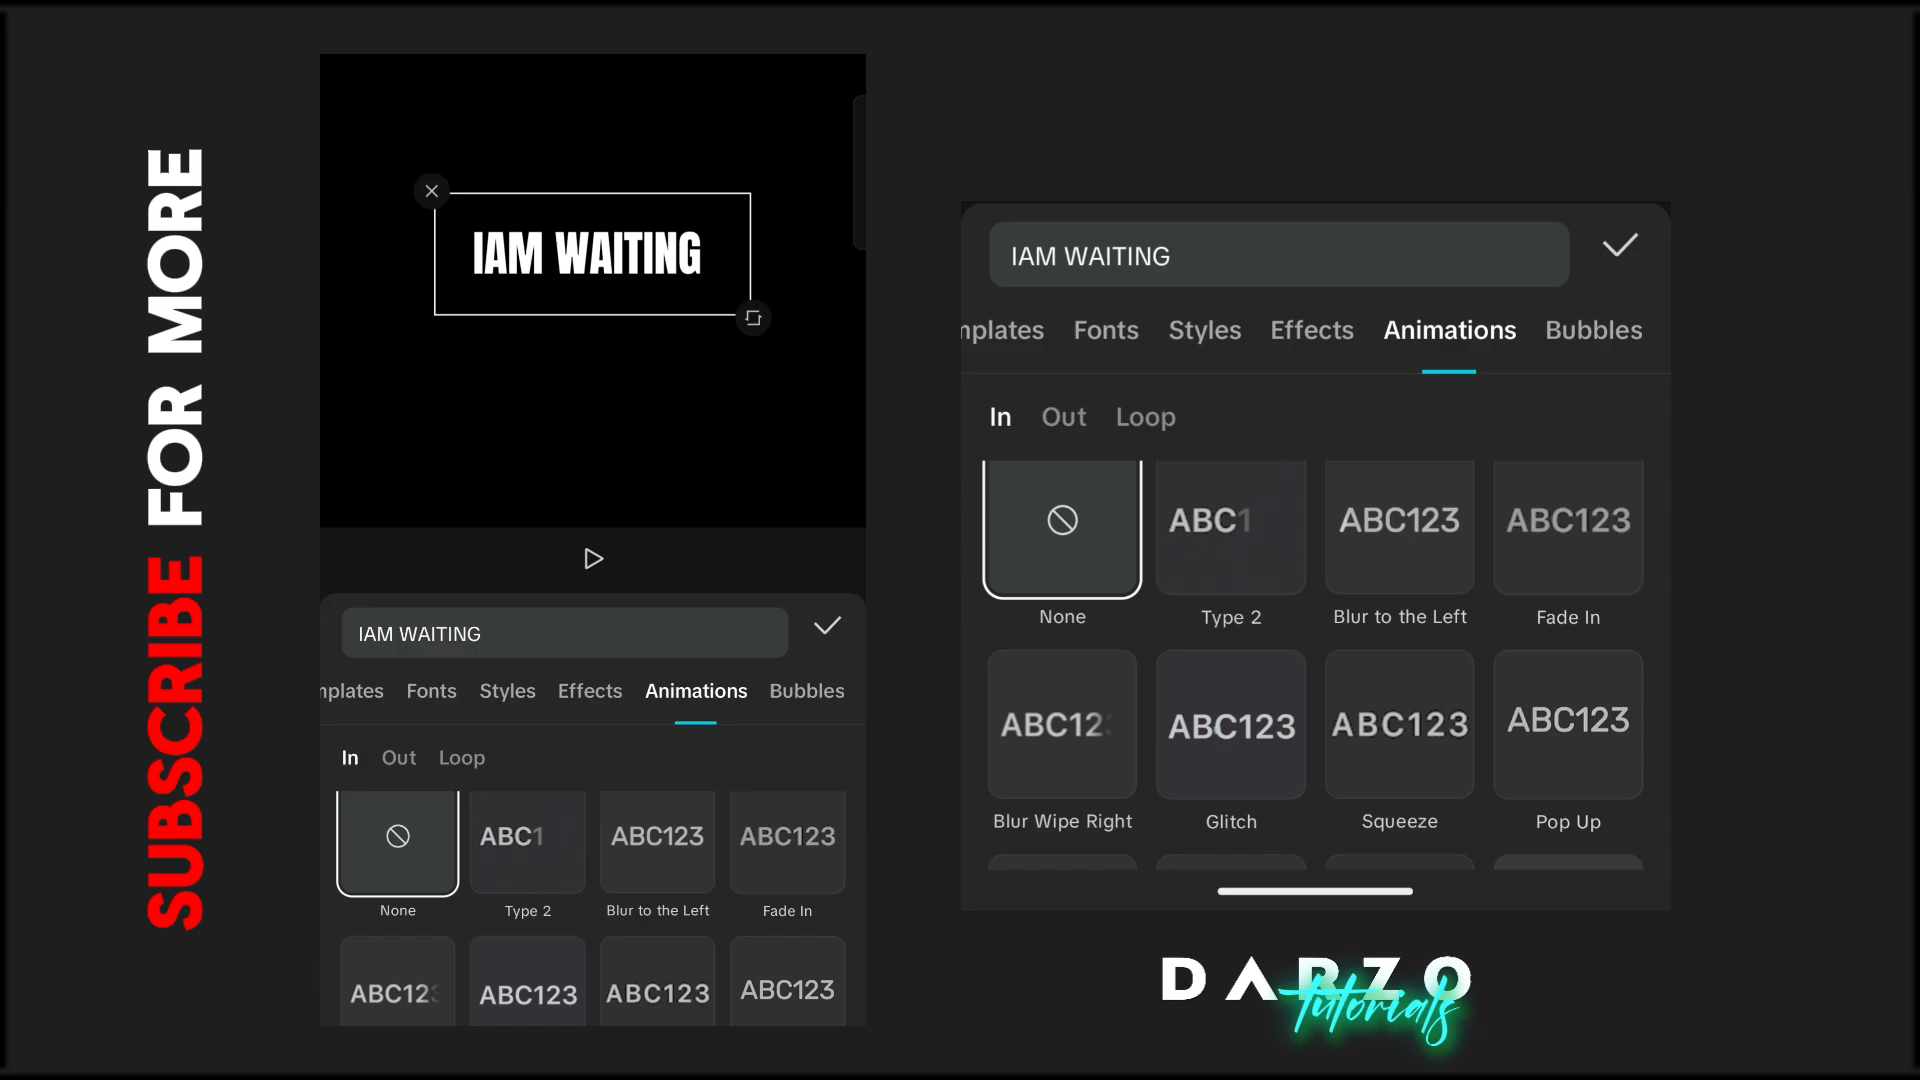 SUBSCRIBE FOR MORE
IAM WAITING
IAM WAITING
nplates Fonts Styles Effects Animations Bubbles
In Out Loop
ABC1 ABC123 ABC123
None Type 2 Blur to the Left Fade In
ABC123 ABC123 ABC123 ABC123
IAM WAITING
nplates Fonts Styles Effects Animations Bubbles
In Out Loop
ABC1 ABC123 ABC123
None Type 2 Blur to the Left Fade In
ABC123 ABC123 ABC123 ABC123
Blur Wipe Right Glitch Squeeze Pop Up
DARZO
Tutorials